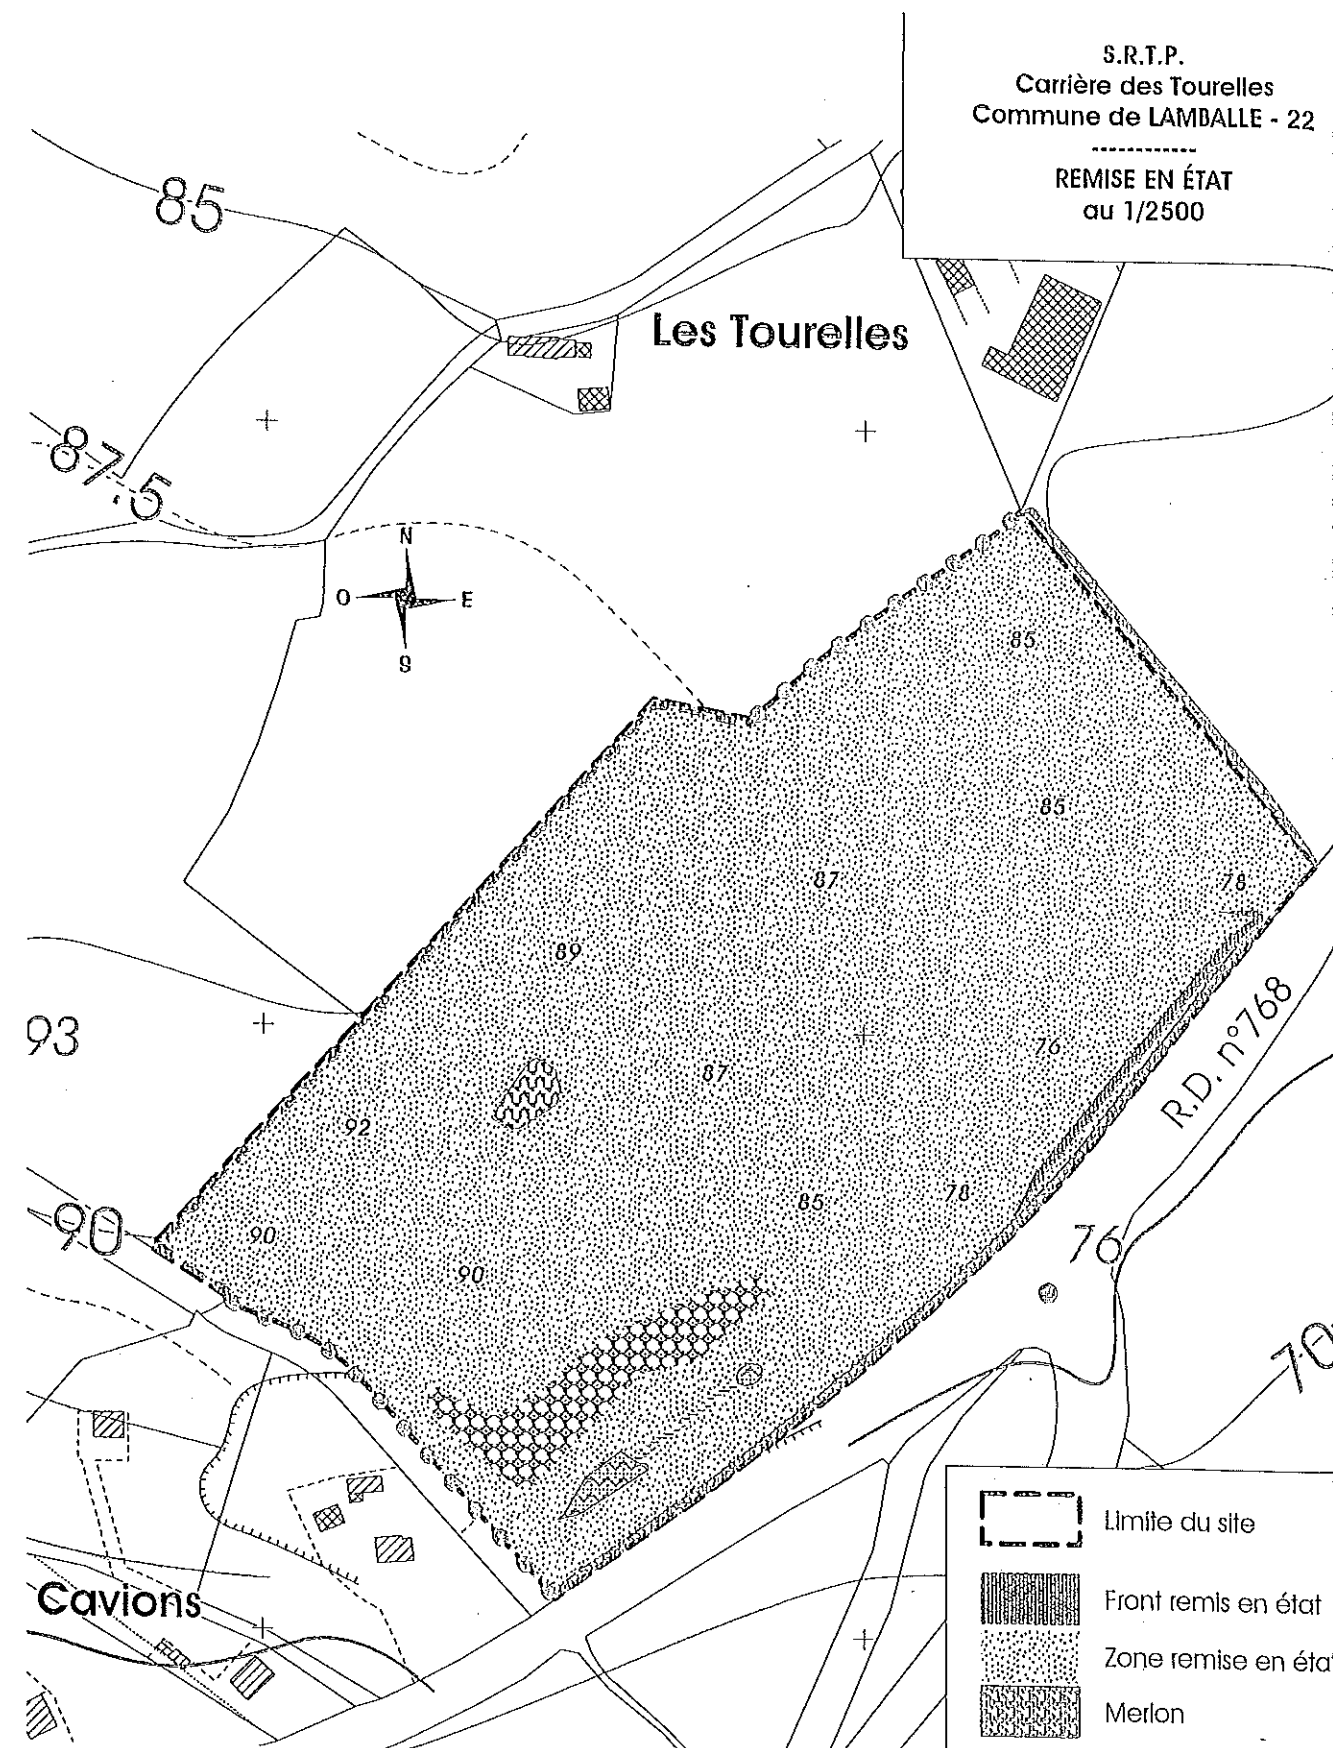 S.R.T.P.
Carrière des Tourelles
Commune de LAMBALLE - 22
REMISE EN ÉTAT
au 1/2500
85
Les Tourelles
87.5
N
O
E
S
85
85
87
78
89
R.D. n°768
93
76
87
92
85
78
90
90
76
90
70
Limite du site
Cavions
Front remis en état
Zone remise en état
Merlon